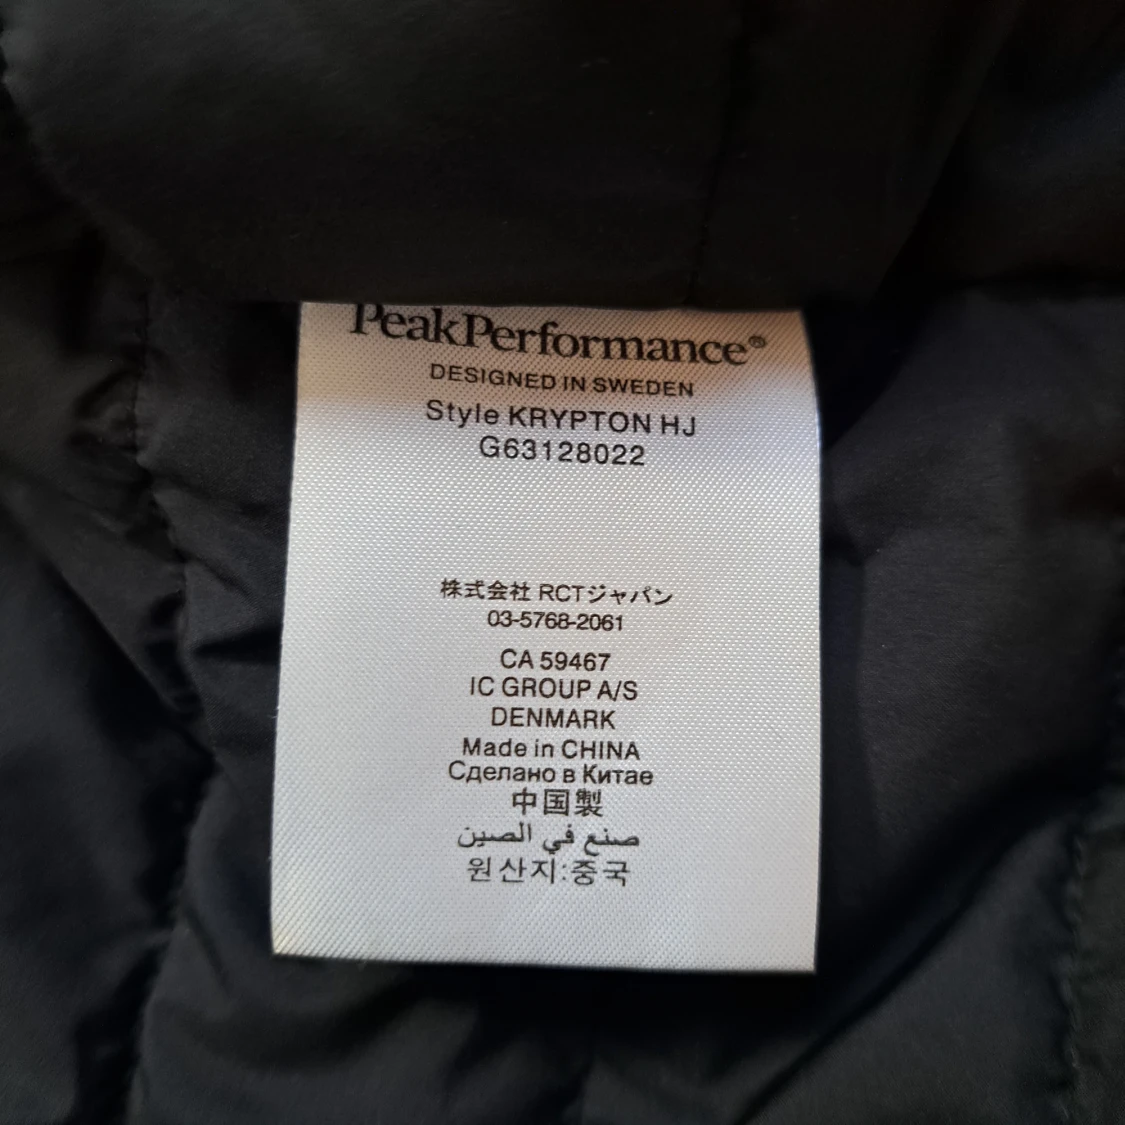 PeakPerformance®
DESIGNED IN SWEDEN
Style KRYPTON HJ
G63128022
株式会社 RCTジャパン
03-5768-2061
CA 59467
IC GROUP A/S
DENMARK
Made in CHINA
Сделано в Китае
中国製
صنع في الصين
원산지:중국